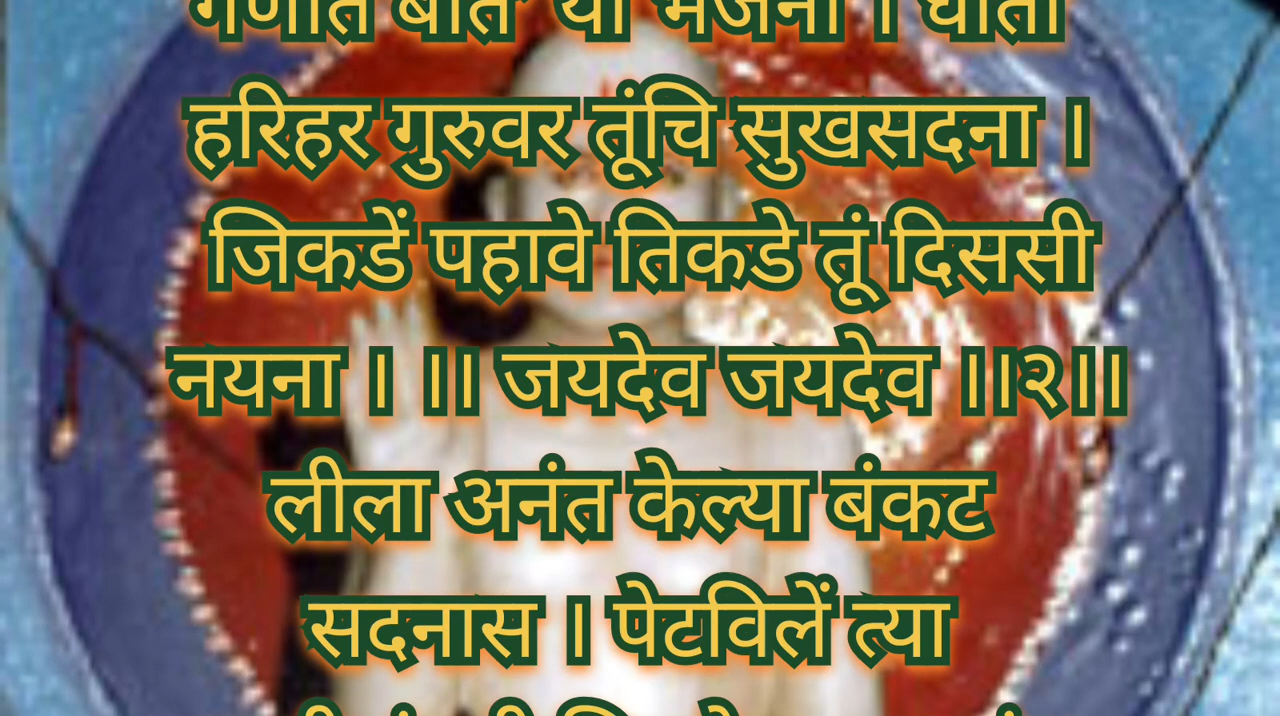 गणांत बोतें या भजना । धाता
हरिहर गुरुवर तूंचि सुखसदना ।
जिकडें पहावे तिकडे तूं दिससी
नयना । ।। जयदेव जयदेव ।।२।।
लीला अनंत केल्या बंकट
सदनास । पेटविलें त्या